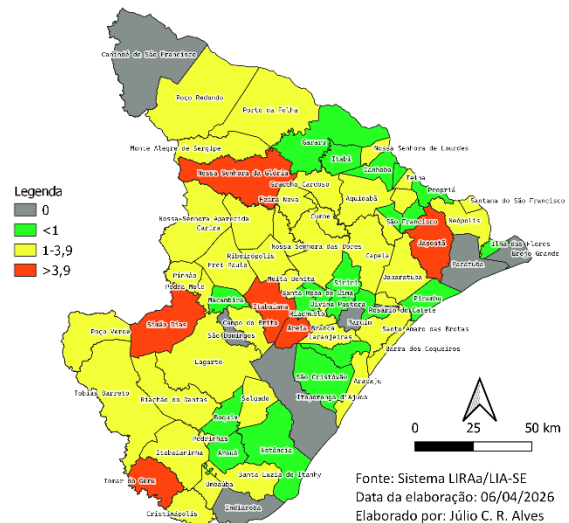 Canindé de São Francisco
Poço Redondo
Porto da Folha
Monte Alegre de Sergipe
Gararu
Nossa Senhora de Lourdes
Itabi
Canhoba
Nossa Senhora da Glória
Telha
Graccho Cardoso
Propriá
Feira Nova
Aquidabã
Santana do São Francisco
Legenda
0
<1
1-3,9
>3,9
Nossa Senhora Aparecida
Cumbe
São Francisco
Neópolis
Carira
Japoatã
Ilha das Flores
Nossa Senhora das Dores
Brejo Grande
Ribeirópolis
Capela
Pacatuba
Frei Paulo
Pinhão
Moita Bonita
Siriri
Japaratuba
Pedra Mole
Santa Rosa de Lima
Macambira
Divina Pastora
Pirambu
Itabaiana
Riachuelo
Rosário do Catete
Simão Dias
Campo do Brito
Maruim
Poço Verde
Areia Branca
Santo Amaro das Brotas
São Domingos
Laranjeiras
Barra dos Coqueiros
Lagarto
São Cristóvão
Aracaju
Tobias Barreto
Riachão do Dantas
Salgado
Itaporanga d'Ajuda
Boquim
Pedrinhas
Estância
Itabaianinha
Arauá
Tomar do Geru
Santa Luzia do Itanhy
Umbaúba
Cristinápolis
Indiaroba
0 25 50 km
Fonte: Sistema LIRAa/LIA-SE
Data da elaboração: 06/04/2026
Elaborado por: Júlio C. R. Alves